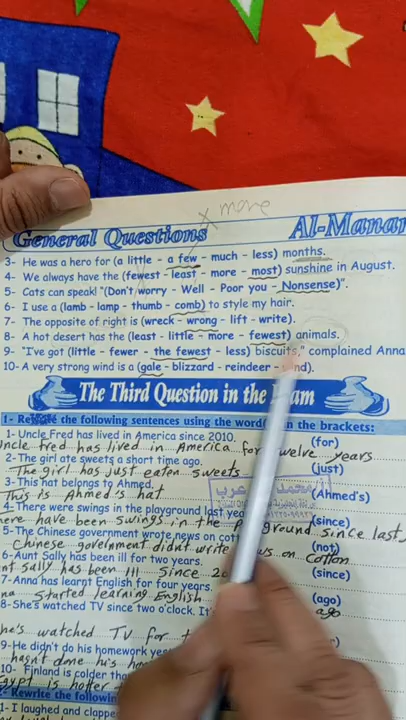 x more
General Questions Al-Manar
3- He was a hero for (a little - a few - much - less) months.
4- We always have the (fewest - least - more - most) sunshine in August.
5- Cats can speak! "(Don't worry - Well - Poor you - Nonsense)".
6- I use a (lamb - lamp - thumb - comb) to style my hair.
7- The opposite of right is (wreck - wrong - lift - write).
8- A hot desert has the (least - little - more - fewest) animals.
9- "I've got (little - fewer - the fewest - less) biscuits," complained Anna
10- A very strong wind is a (gale - blizzard - reindeer -
The Third Question in the
1- Rewrite the following sentences using the word in the brackets:
1- Uncle Fred has lived in America since 2010. (for)
uncle Fred has lived in America for twelve years
2- The girl ate sweets a short time ago. (just)
The girl has just eaten sweets
3- This hat belongs to Ahmed. (Ahmed's)
This is Ahmed's hat
4- There were swings in the playground last (since)
There have been swings in the since last
5- The Chinese government wrote news on (not)
Chinese government didn't write on cotton
6- Aunt Sally has been ill for two years. (since)
Aunt Sally has been Ill since
7- Anna has learnt English for four years. (ago)
started learning English ago
8- She's watched TV since two o'clock.
She's watched TV for
9- He didn't do his homework
hasn't done his
10- Finland is colder
Egypt is hotter
Rewrite the
1- I laughed and